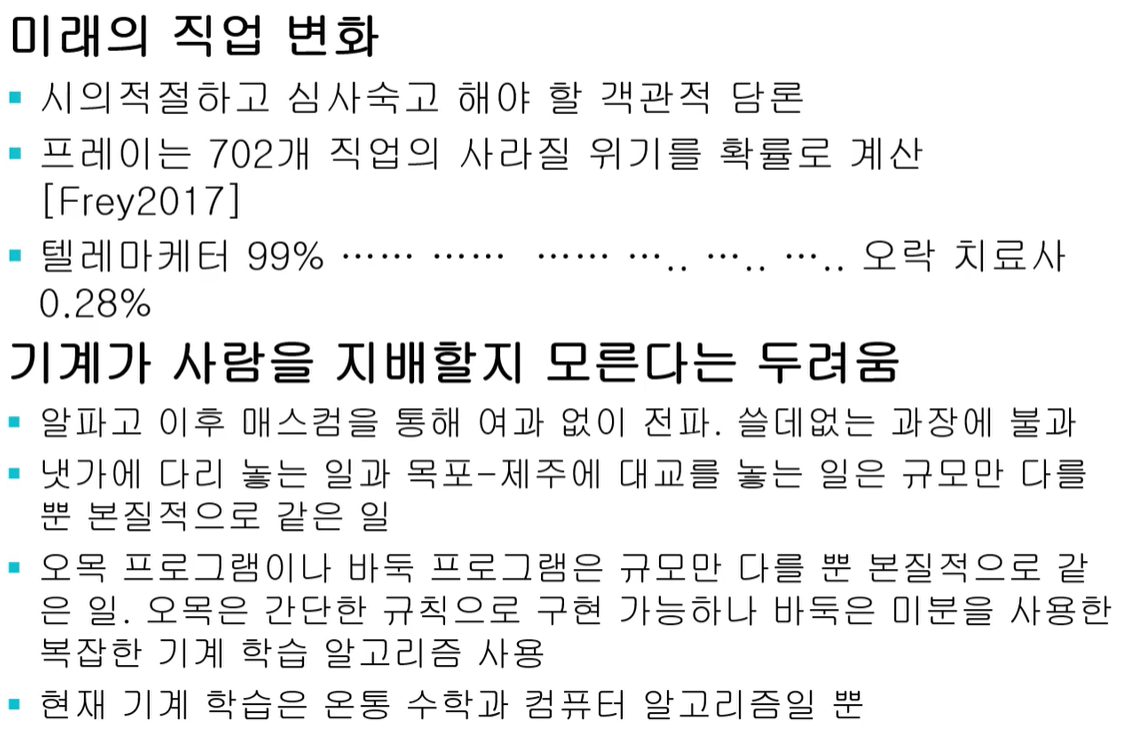 미래의 직업 변화
▪ 시의적절하고 심사숙고 해야 할 객관적 담론
▪ 프레이는 702개 직업의 사라질 위기를 확률로 계산
[Frey2017]
▪ 텔레마케터 99% …… …… …… ….. ….. ….. 오락 치료사
0.28%
기계가 사람을 지배할지 모른다는 두려움
▪ 알파고 이후 매스컴을 통해 여과 없이 전파. 쓸데없는 과장에 불과
▪ 냇가에 다리 놓는 일과 목포-제주에 대교를 놓는 일은 규모만 다를
뿐 본질적으로 같은 일
▪ 오목 프로그램이나 바둑 프로그램은 규모만 다를 뿐 본질적으로 같
은 일. 오목은 간단한 규칙으로 구현 가능하나 바둑은 미분을 사용한
복잡한 기계 학습 알고리즘 사용
▪ 현재 기계 학습은 온통 수학과 컴퓨터 알고리즘일 뿐